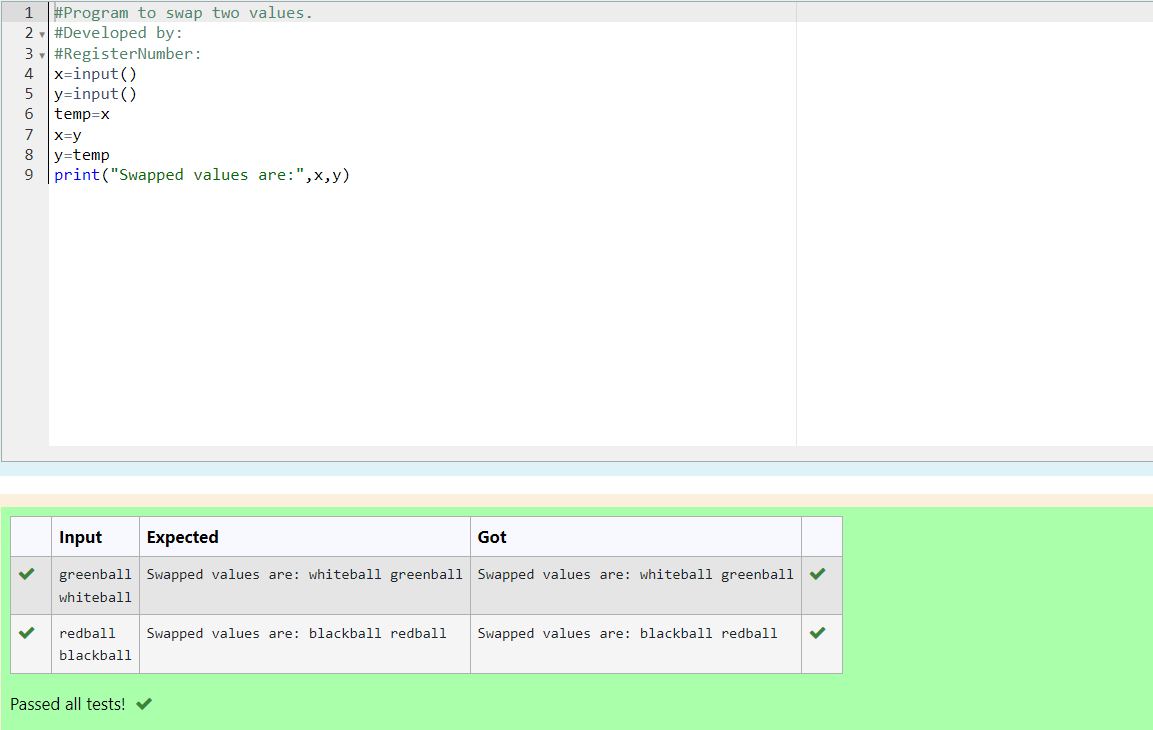 1 #Program to swap two values.
2 #Developed by:
3 #RegisterNumber:
4 x=input()
5 y=input()
6 temp=x
7 x=y
8 y=temp
9 print("Swapped values are:",x,y)
Input Expected Got
greenball Swapped values are: whiteball greenball Swapped values are: whiteball greenball
whiteball
redball Swapped values are: blackball redball Swapped values are: blackball redball
blackball
Passed all tests!